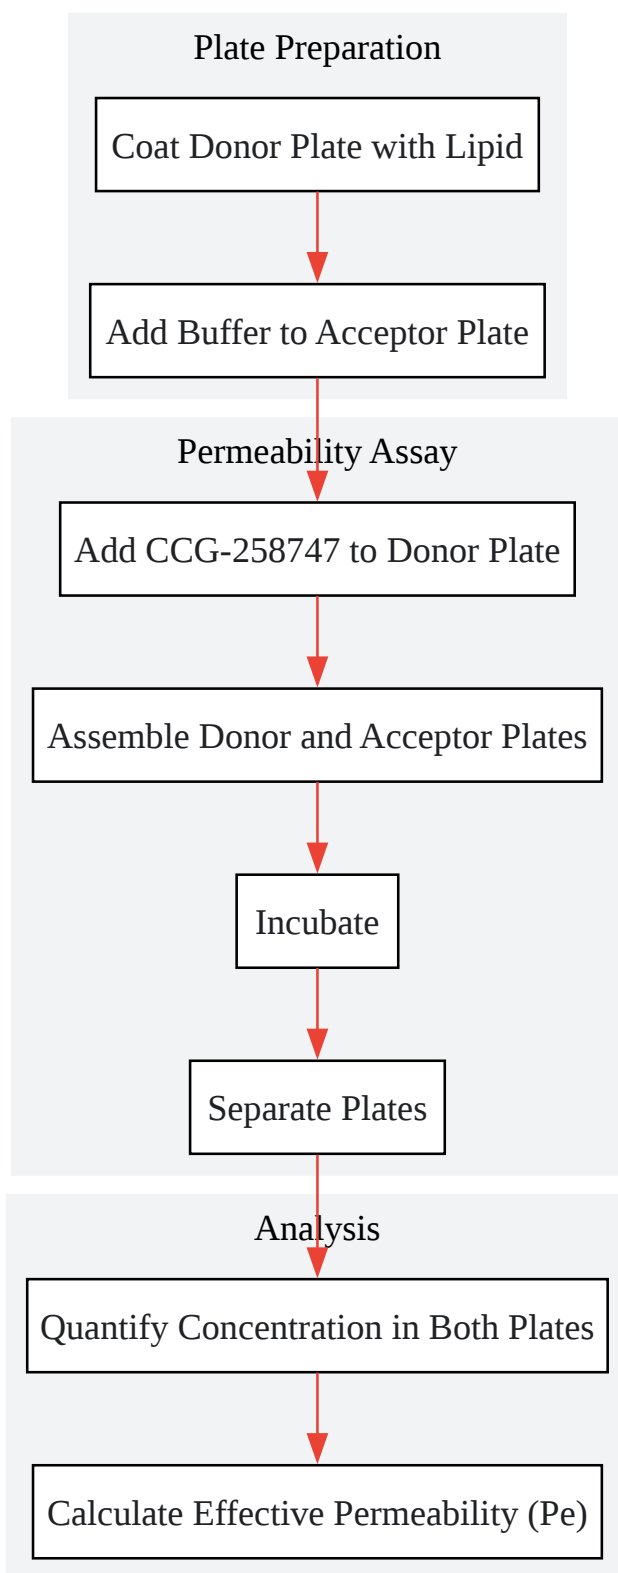 Plate Preparation
Coat Donor Plate with Lipid
Add Buffer to Acceptor Plate
Permeability Assay
Add CCG-258747 to Donor Plate
Assemble Donor and Acceptor Plates
Incubate
Separate Plates
Analysis
Quantify Concentration in Both Plates
Calculate Effective Permeability (Pe)